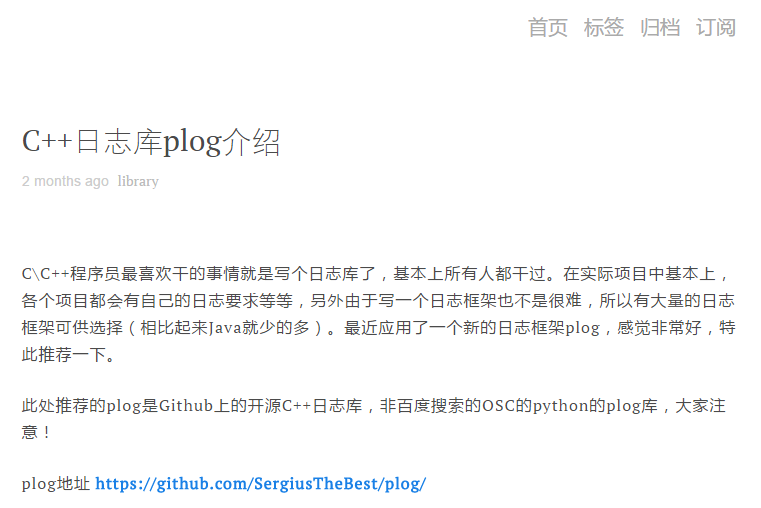 首页 标签 归档 订阅
C++日志库plog介绍
2 months ago library
C\C++程序员最喜欢干的事情就是写个日志库了，基本上所有人都干过。在实际项目中基本上，
各个项目都会有自己的日志要求等等，另外由于写一个日志框架也不是很难，所以有大量的日志
框架可供选择（相比起来Java就少的多）。最近应用了一个新的日志框架plog，感觉非常好，特
此推荐一下。
此处推荐的plog是Github上的开源C++日志库，非百度搜索的OSC的python的plog库，大家注
意！
plog地址 https://github.com/SergiusTheBest/plog/